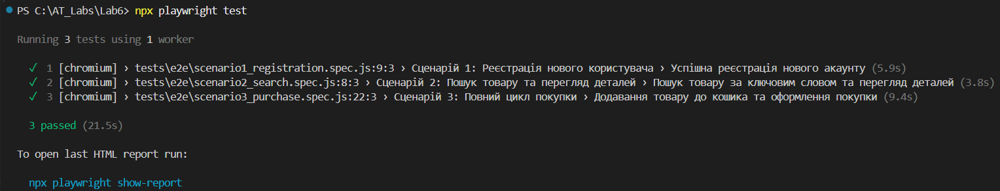 PS C:\AT_Labs\Lab6> npx playwright test
Running 3 tests using 1 worker
✓ 1 [chromium] › tests\e2e\scenario1_registration.spec.js:9:3 › Сценарій 1: Реєстрація нового користувача › Успішна реєстрація нового акаунту (5.9s)
✓ 2 [chromium] › tests\e2e\scenario2_search.spec.js:8:3 › Сценарій 2: Пошук товару та перегляд деталей › Пошук товару за ключовим словом та перегляд деталей (3.8s)
✓ 3 [chromium] › tests\e2e\scenario3_purchase.spec.js:22:3 › Сценарій 3: Повний цикл покупки › Додавання товару до кошика та оформлення покупки (9.4s)
3 passed (21.5s)
To open last HTML report run:
npx playwright show-report